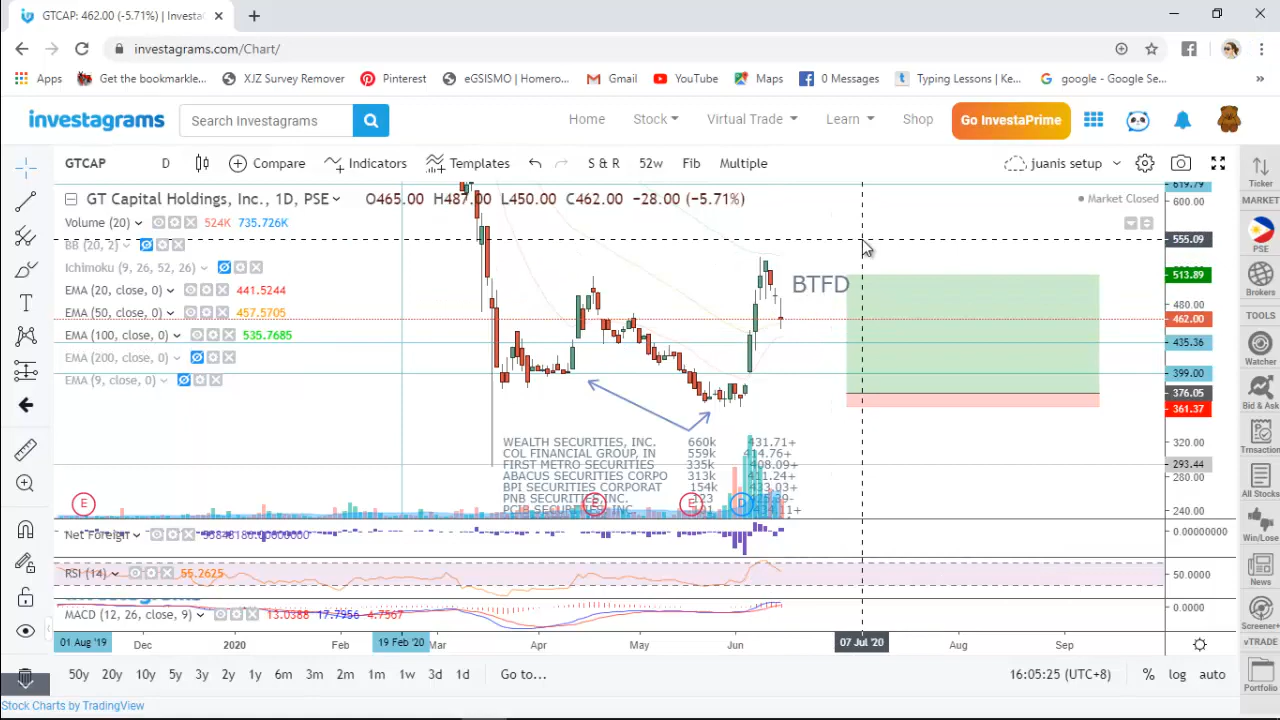 GTCAP: 462.00 (-5.71%) | Investa
investagrams.com/Chart/
Apps Get the bookmarkle... XJZ Survey Remover Pinterest eGSISMO | Homero... Gmail YouTube Maps 0 Messages Typing Lessons | Ke... google - Google Se... »
investagrams Search Investagrams Home Stock Virtual Trade Learn Shop Go InvestaPrime
GTCAP D Compare Indicators Templates S & R 52w Fib Multiple juanis setup
Ticker
GT Capital Holdings, Inc., 1D, PSE O465.00 H487.00 L450.00 C462.00 −28.00 (−5.71%) Market Closed
619.79
600.00
MARKET
Volume (20) 524K 735.726K
PSE
BB (20, 2)
555.09
Ichimoku (9, 26, 52, 26)
513.89
BTFD
Brokers
EMA (20, close, 0) 441.5244
480.00
EMA (50, close, 0) 457.5705
462.00
TOOLS
EMA (100, close, 0) 535.7685
435.36
EMA (200, close, 0)
Watcher
399.00
EMA (9, close, 0)
376.05
361.37
Bid & Ask
WEALTH SECURITIES, INC. 660k 431.71+
320.00
COL FINANCIAL GROUP, IN 559k 414.76+
Trnsaction
FIRST METRO SECURITIES 335k 408.09+
293.44
ABACUS SECURITIES CORPO 313k 411.24+
280.00
BPI SECURITIES CORPORAT 154k
All Stocks
PNB SECURITIES INC.
E E E D
240.00
Net Foreign
0.00000000
Win/Lose
RSI (14) 55.2625
50.0000
News
MACD (12, 26, close, 9) 13.0388 17.7956 4.7567
0.0000
Screener+
01 Aug '19 Dec 2020 Feb 19 Feb '20 Mar Apr May Jun 07 Jul '20 Aug Sep
vTRADE
50y 20y 10y 5y 3y 2y 1y 6m 3m 2m 1m 1w 3d 1d Go to... 16:05:25 (UTC+8) % log auto
Portfolio
Stock Charts by TradingView